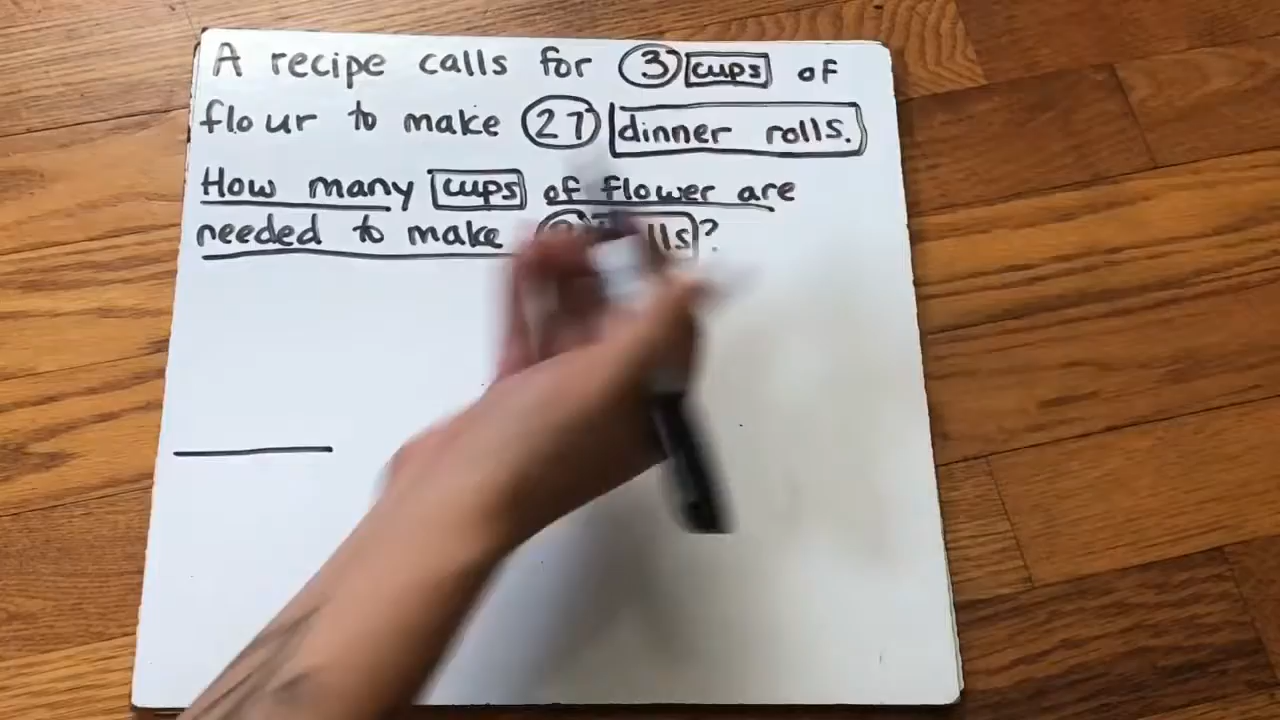 A recipe calls for 3 cups of
flour to make 27 dinner rolls.
How many cups of flower are
needed to make ?